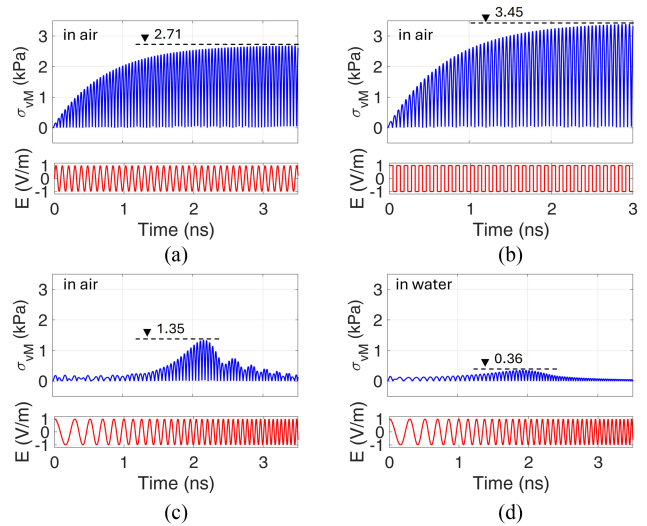 in air
▼ 2.71
σvM (kPa)
3
2
1
0
E (V/m)
1
0
-1
0 1 2 3
Time (ns)
(a)
in air
▼ 3.45
σvM (kPa)
3
2
1
0
E (V/m)
1
0
-1
0 1 2 3
Time (ns)
(b)
in air
▼ 1.35
σvM (kPa)
3
2
1
0
E (V/m)
1
0
-1
0 1 2 3
Time (ns)
(c)
in water
▼ 0.36
σvM (kPa)
3
2
1
0
E (V/m)
1
0
-1
0 1 2 3
Time (ns)
(d)